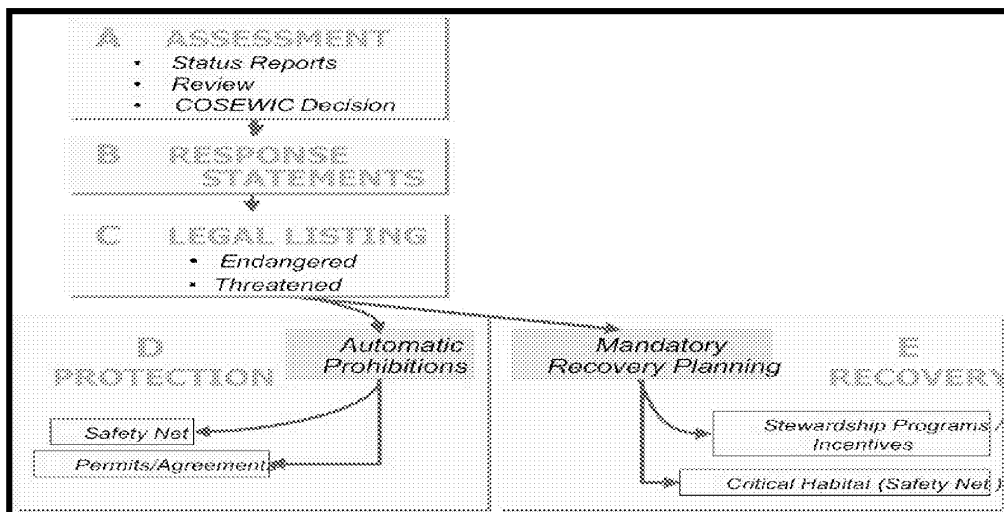 A ASSESSMENT
• Status Reports
• Review
• COSEWIC Decision
B RESPONSE
STATEMENTS
C LEGAL LISTING
• Endangered
• Threatened
D
PROTECTION
Automatic
Prohibitions
Safety Net
Permits/Agreement
Mandatory
Recovery Planning
E
RECOVERY
Stewardship Programs /
Incentives
Critical Habitat (Safety Net )